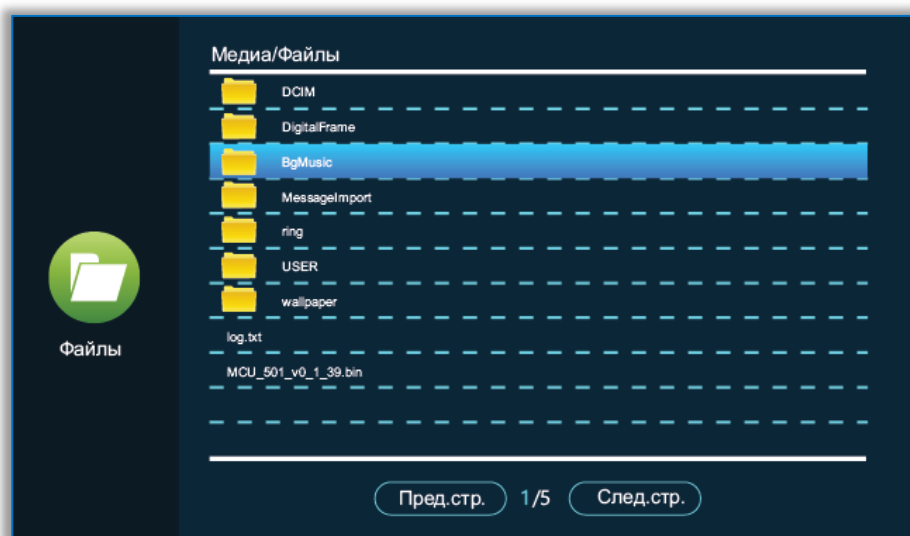 Медиа/Файлы
DCIM
DigitalFrame
BgMusic
MessageImport
ring
USER
wallpaper
log.txt
MCU_501_v0_1_39.bin
Файлы
Пред.стр. 1/5 След.стр.